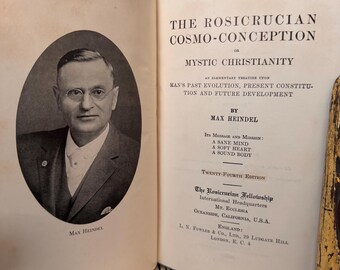 THE ROSICRUCIAN
COSMO-CONCEPTION
OR
MYSTIC CHRISTIANITY
AN ELEMENTARY TREATISE UPON
MAN'S PAST EVOLUTION, PRESENT CONSTITU-
TION AND FUTURE DEVELOPMENT
BY
MAX HEINDEL
ITS MESSAGE AND MISSION:
A SANE MIND
A SOFT HEART
A SOUND BODY
TWENTY FOURTH EDITION
The Rosicrucian Fellowship
International Headquarters
MT. ECCLESIA
OCEANSIDE, CALIFORNIA, U.S.A.
ENGLAND:
L. N. FOWLER & CO., LTD., 29 LUDGATE HILL
LONDON, E. C. 4
MAX HEINDEL